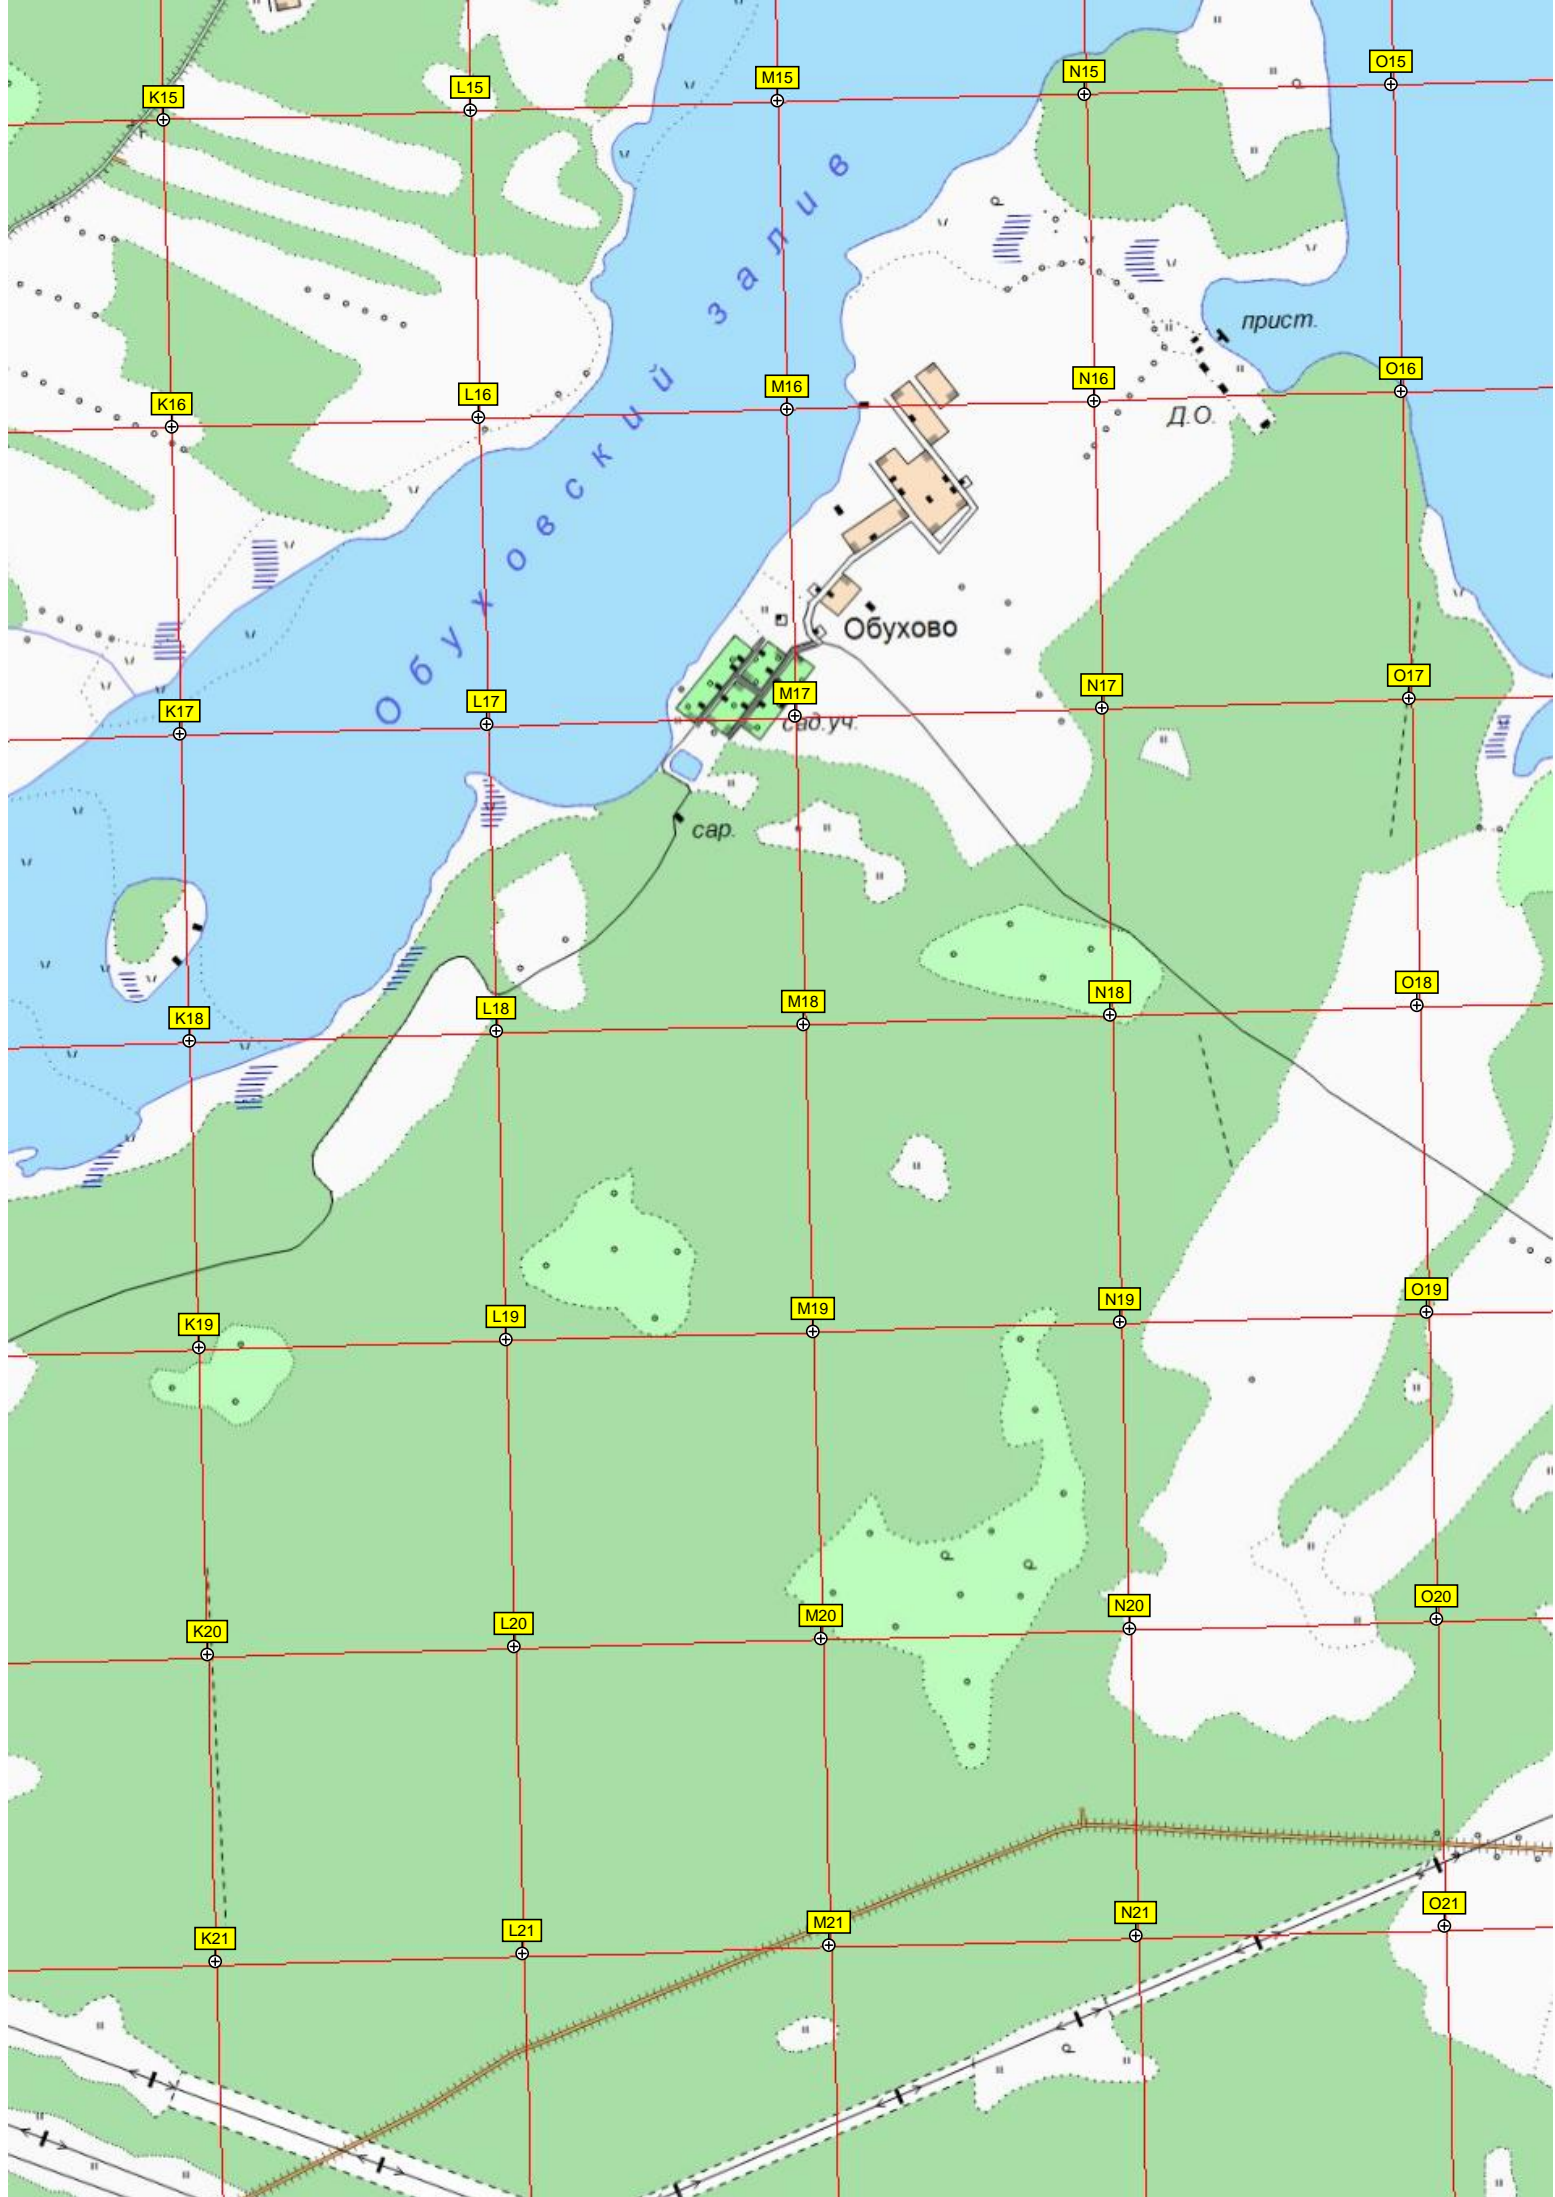 K15 L15 M15 N15 O15
прист.
K16 L16 M16 N16 O16
Д.О.
Обуховский залив
Обухово
K17 L17 M17 N17 O17
сад.уч.
сар.
K18 L18 M18 N18 O18
K19 L19 M19 N19 O19
K20 L20 M20 N20 O20
K21 L21 M21 N21 O21